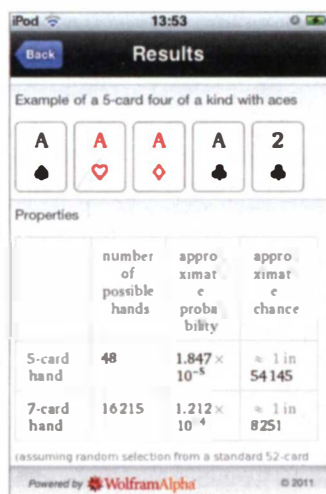 iPod 13:53
Back Results
Example of a 5-card four of a kind with aces
A A A A 2
Properties
number appro appro
of ximat ximat
possible e e
hands proba chance
bility
5-card 48 1.847 × ≈ 1 in
hand 10⁻⁵ 54145
7-card 16215 1.212 × ≈ 1 in
hand 10⁻⁴ 8251
(assuming random selection from a standard 52-card
Powered by WolframAlpha © 2011